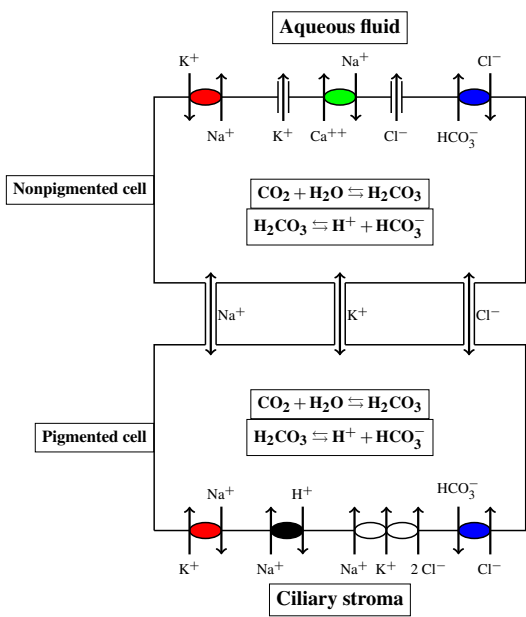 Aqueous fluid
K⁺ Na⁺ Cl⁻
Na⁺ K⁺ Ca⁺⁺ Cl⁻ HCO₃⁻
Nonpigmented cell
CO₂ + H₂O ⇆ H₂CO₃
H₂CO₃ ⇆ H⁺ + HCO₃⁻
Na⁺ K⁺ Cl⁻
CO₂ + H₂O ⇆ H₂CO₃
Pigmented cell
H₂CO₃ ⇆ H⁺ + HCO₃⁻
Na⁺ H⁺ HCO₃⁻
K⁺ Na⁺ Na⁺ K⁺ 2 Cl⁻ Cl⁻
Ciliary stroma